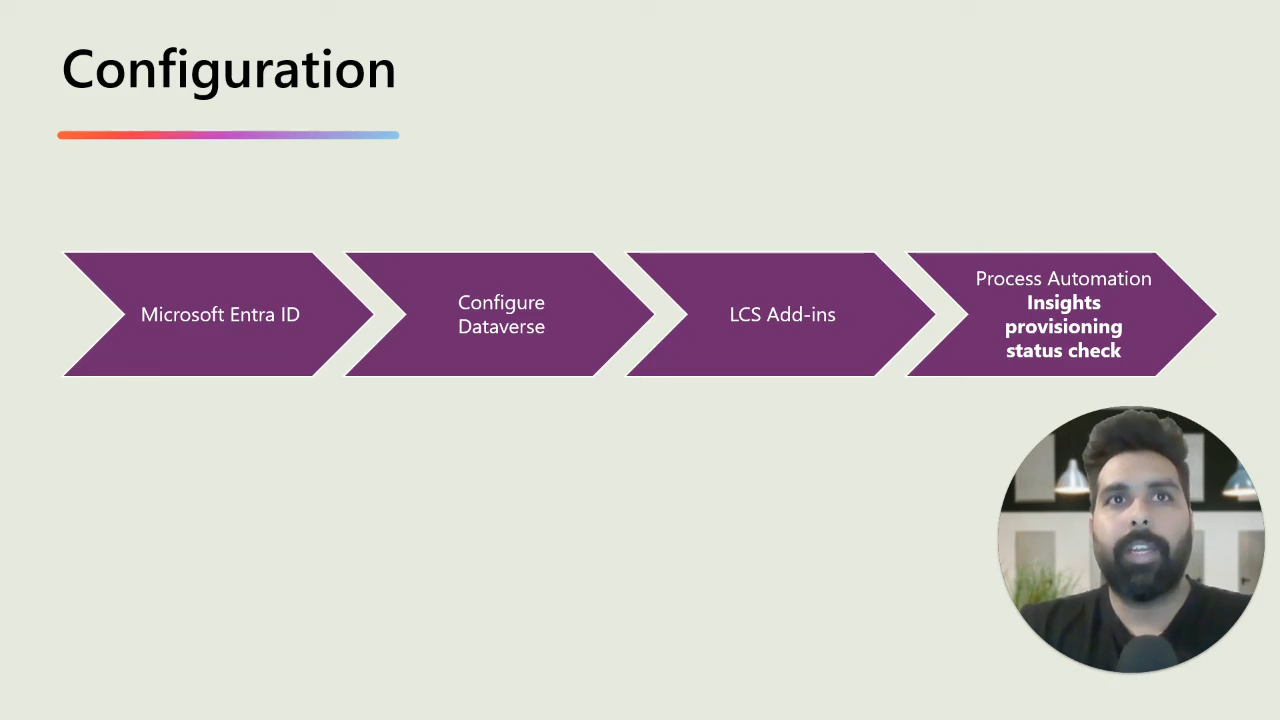 Configuration
Microsoft Entra ID
Configure
Dataverse
LCS Add-ins
Process Automation
Insights
provisioning
status check